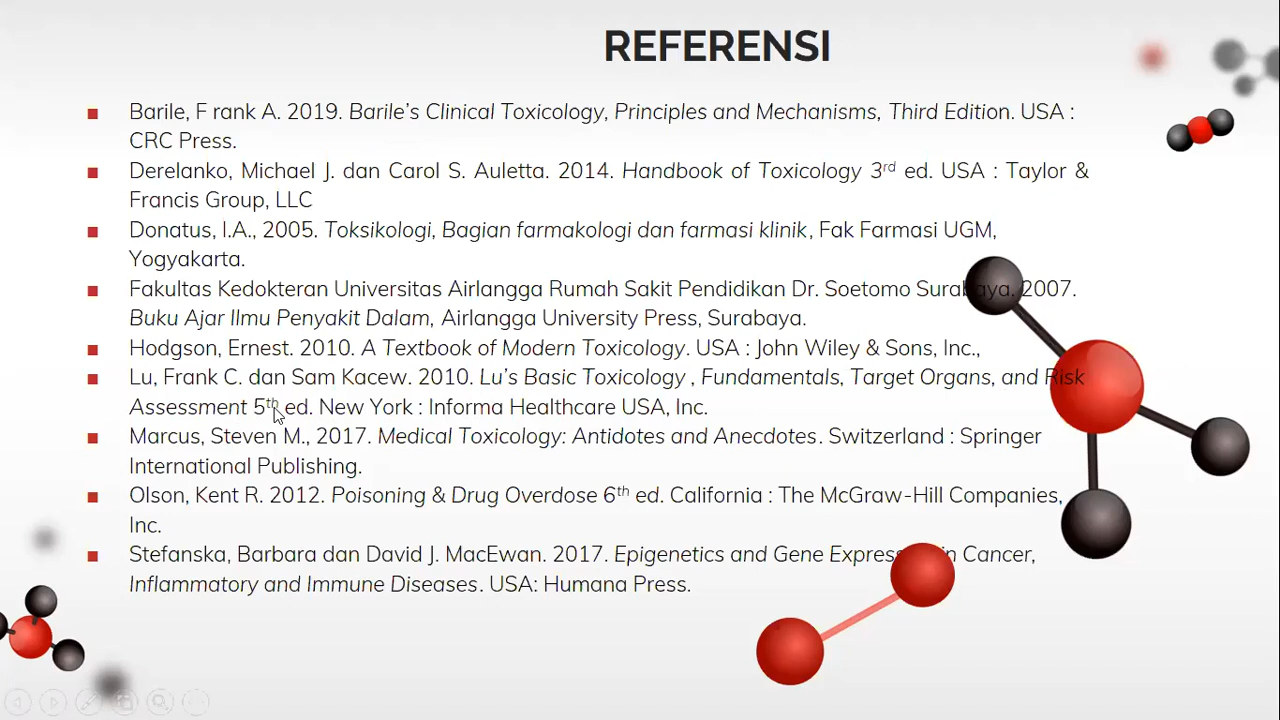 REFERENSI
Barile, F rank A. 2019. Barile’s Clinical Toxicology, Principles and Mechanisms, Third Edition. USA :
CRC Press.
Derelanko, Michael J. dan Carol S. Auletta. 2014. Handbook of Toxicology 3rd ed. USA : Taylor &
Francis Group, LLC
Donatus, I.A., 2005. Toksikologi, Bagian farmakologi dan farmasi klinik, Fak Farmasi UGM,
Yogyakarta.
Fakultas Kedokteran Universitas Airlangga Rumah Sakit Pendidikan Dr. Soetomo Surabaya. 2007.
Buku Ajar Ilmu Penyakit Dalam, Airlangga University Press, Surabaya.
Hodgson, Ernest. 2010. A Textbook of Modern Toxicology. USA : John Wiley & Sons, Inc.,
Lu, Frank C. dan Sam Kacew. 2010. Lu’s Basic Toxicology , Fundamentals, Target Organs, and Risk
Assessment 5th ed. New York : Informa Healthcare USA, Inc.
Marcus, Steven M., 2017. Medical Toxicology: Antidotes and Anecdotes. Switzerland : Springer
International Publishing.
Olson, Kent R. 2012. Poisoning & Drug Overdose 6th ed. California : The McGraw-Hill Companies,
Inc.
Stefanska, Barbara dan David J. MacEwan. 2017. Epigenetics and Gene in Cancer,
Inflammatory and Immune Diseases. USA: Humana Press.